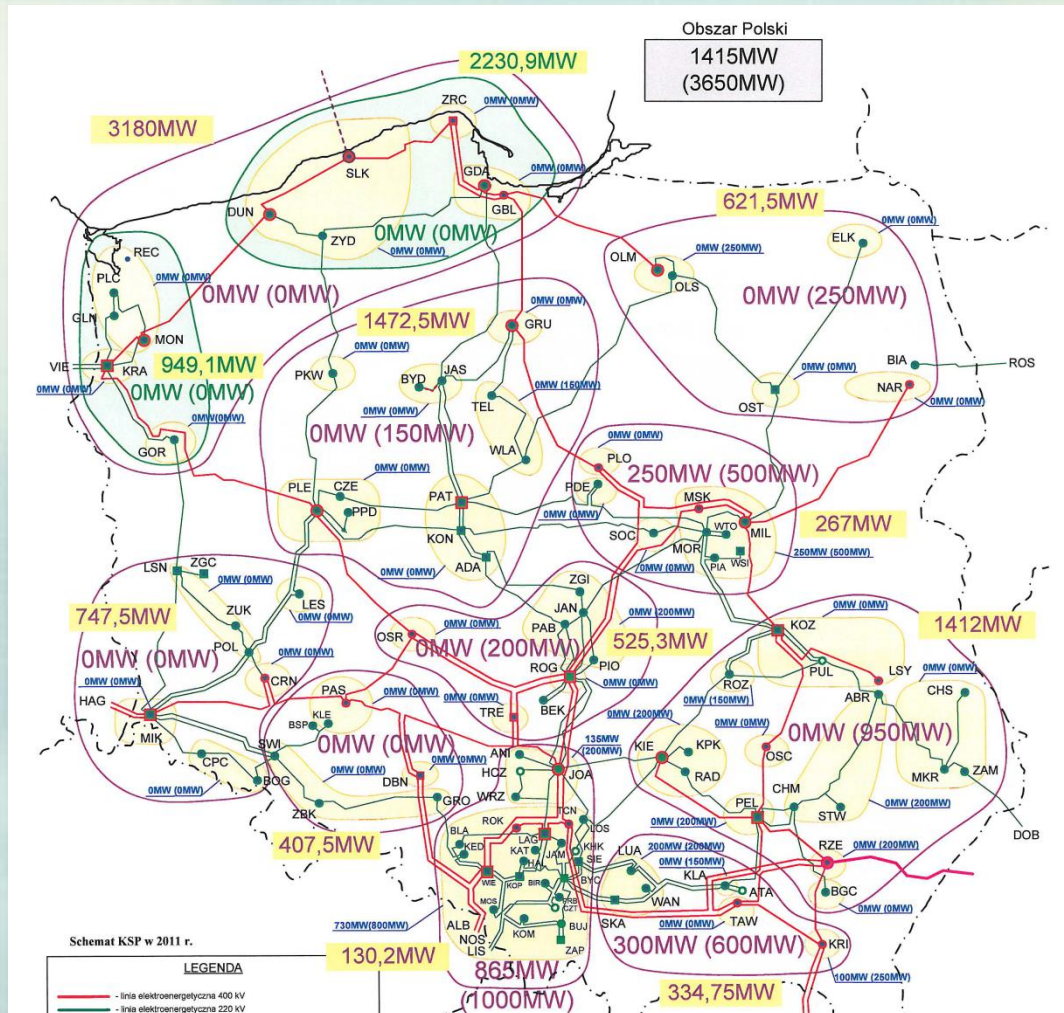 Obszar Polski
1415MW
(3650MW)
2230,9MW
ZRC
0MW (0MW)
3180MW
SLK
GDA
0MW (0MW)
GBL
DUN
ZYD
0MW (0MW)
0MW (0MW)
621,5MW
0MW (0MW)
ELK
OLM
0MW (250MW)
OLS
0MW (250MW)
REC
PLC
0MW (0MW)
0MW (0MW)
GLN
MON
VIE
KRA
949,1MW
0MW (0MW)
0MW (0MW)
0MW(0MW)
GOR
1472,5MW
GRU
0MW (0MW)
PKW
0MW (0MW)
BYD
JAS
0MW (0MW)
TEL
0MW (150MW)
WLA
0MW (150MW)
BIA
ROS
NAR
0MW (0MW)
OST
0MW (0MW)
PLO
0MW (0MW)
250MW (500MW)
PDE
MSK
0MW (0MW)
PLE
CZE
PPD
0MW (0MW)
PAT
KON
ADA
0MW (0MW)
SOC
MOR
WTO
MIL
PIA
WSI
0MW (0MW)
250MW (500MW)
267MW
LSN
ZGC
0MW (0MW)
ZUK
LES
0MW (0MW)
POL
747,5MW
0MW (0MW)
0MW (0MW)
HAG
MIK
CRN
0MW (0MW)
ZGI
JAN
0MW (200MW)
PAB
OSR
0MW (0MW)
0MW (200MW)
525,3MW
ROG
PIO
0MW (0MW)
BEK
TRE
KOZ
1412MW
PUL
LSY
ROZ
0MW (150MW)
ABR
0MW (0MW)
CHS
MKR
ZAM
DOB
PAS
0MW (0MW)
KLE
BSP
0MW (0MW)
SWI
CPC
BOG
0MW (0MW)
0MW (0MW)
ZBK
DBN
0MW (0MW)
GRO
407,5MW
ANI
HCZ
WRZ
135MW
(200MW)
JOA
0MW (200MW)
KIE
KPK
RAD
0MW (0MW)
OSC
0MW (950MW)
PEL
CHM
STW
0MW (200MW)
0MW (200MW)
TCN
ROK
LOS
BLA
KED
LAG
KAT
HAL
JAM
KHK
SIE
BYC
WIE
KOP
BIR
MOS
PRB
CZT
KOM
BUJ
ZAP
LUA
200MW (200MW)
0MW (150MW)
KLA
ATA
WAN
SKA
0MW (0MW)
TAW
RZE
0MW (200MW)
BGC
0MW (0MW)
300MW (600MW)
KRI
100MW (250MW)
334,75MW
730MW(800MW)
ALB
NOS
LIS
130,2MW
865MW
(1000MW)
Schemat KSP w 2011 r.
LEGENDA
- linia elektroenergetyczna 400 kV
- linia elektroenergetyczna 220 kV